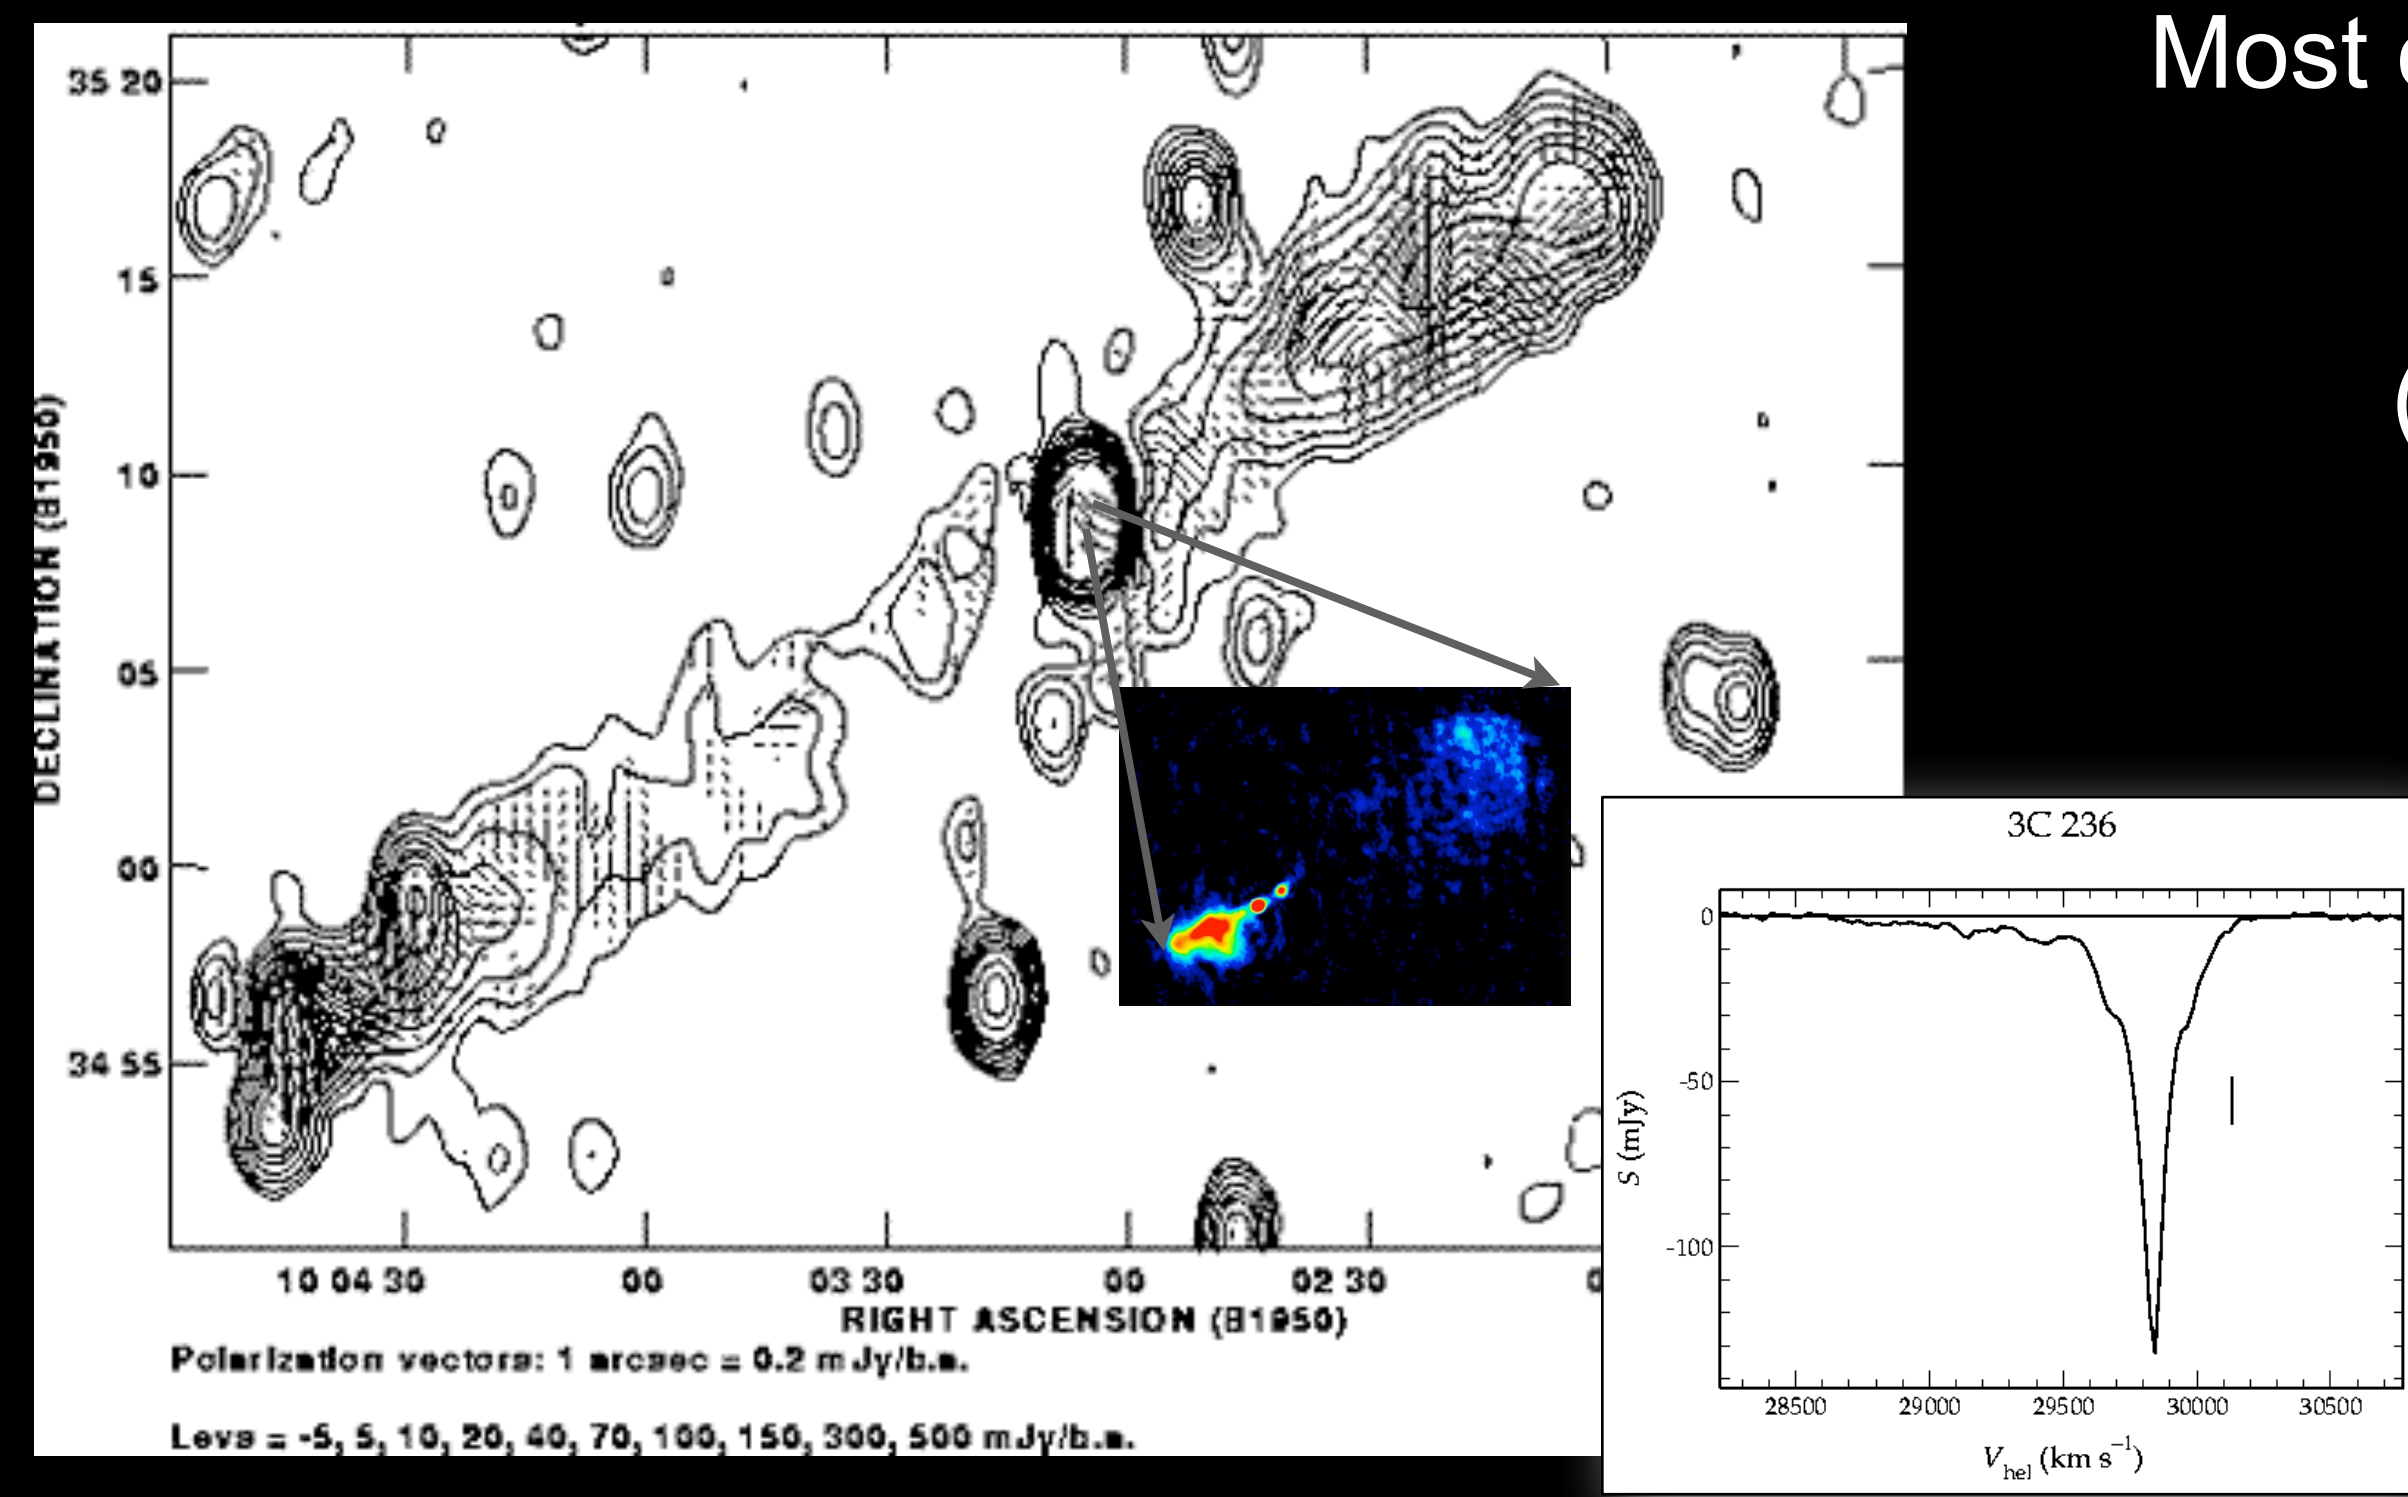 Most
35 20
15
10
05
00
34 55
DECLINATION (B1950)
10 04 30 00 03 30 00 02 30
RIGHT ASCENSION (B1950)
Polarization vectors: 1 arcsec = 0.2 mJy/b.a.
Levs = -5, 5, 10, 20, 40, 70, 100, 150, 300, 500 mJy/b.a.
3C 236
0
-50
-100
S (mJy)
28500 29000 29500 30000 30500
V hel (km s⁻¹)